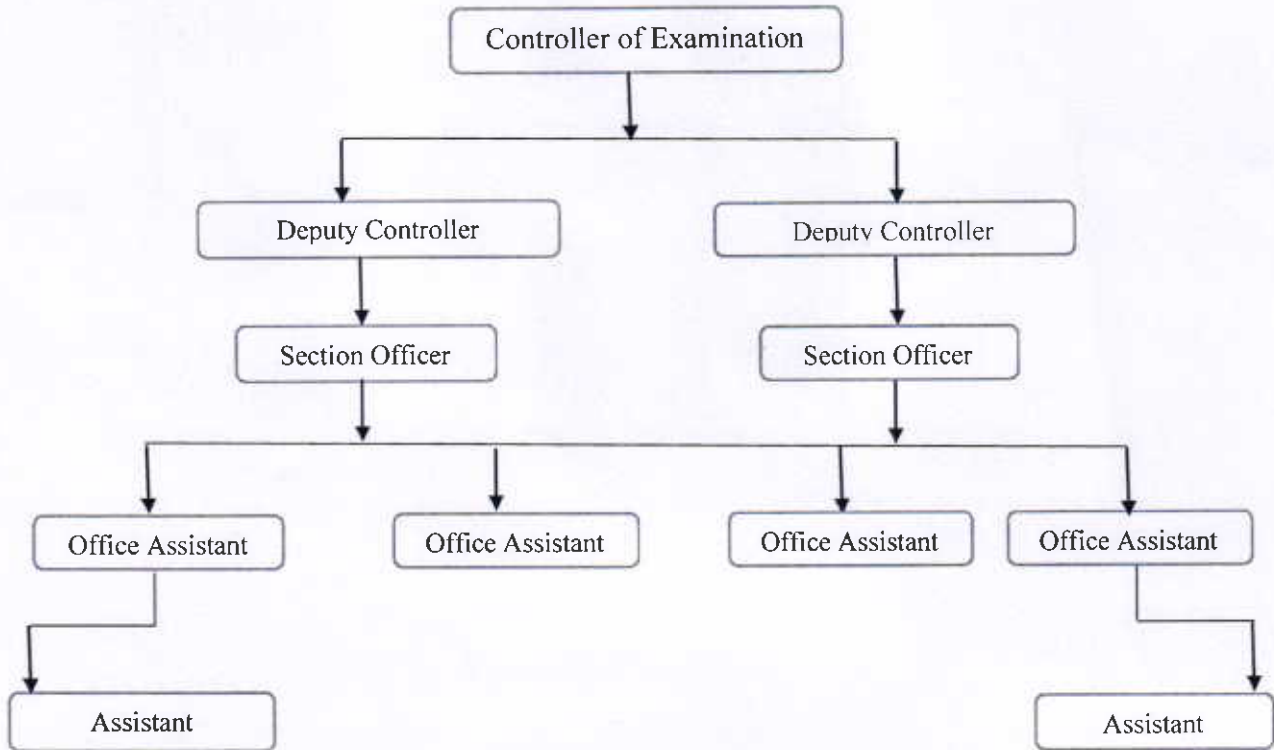 Controller of Examination
Deputy Controller
Deputy Controller
Section Officer
Section Officer
Office Assistant
Office Assistant
Office Assistant
Office Assistant
Assistant
Assistant